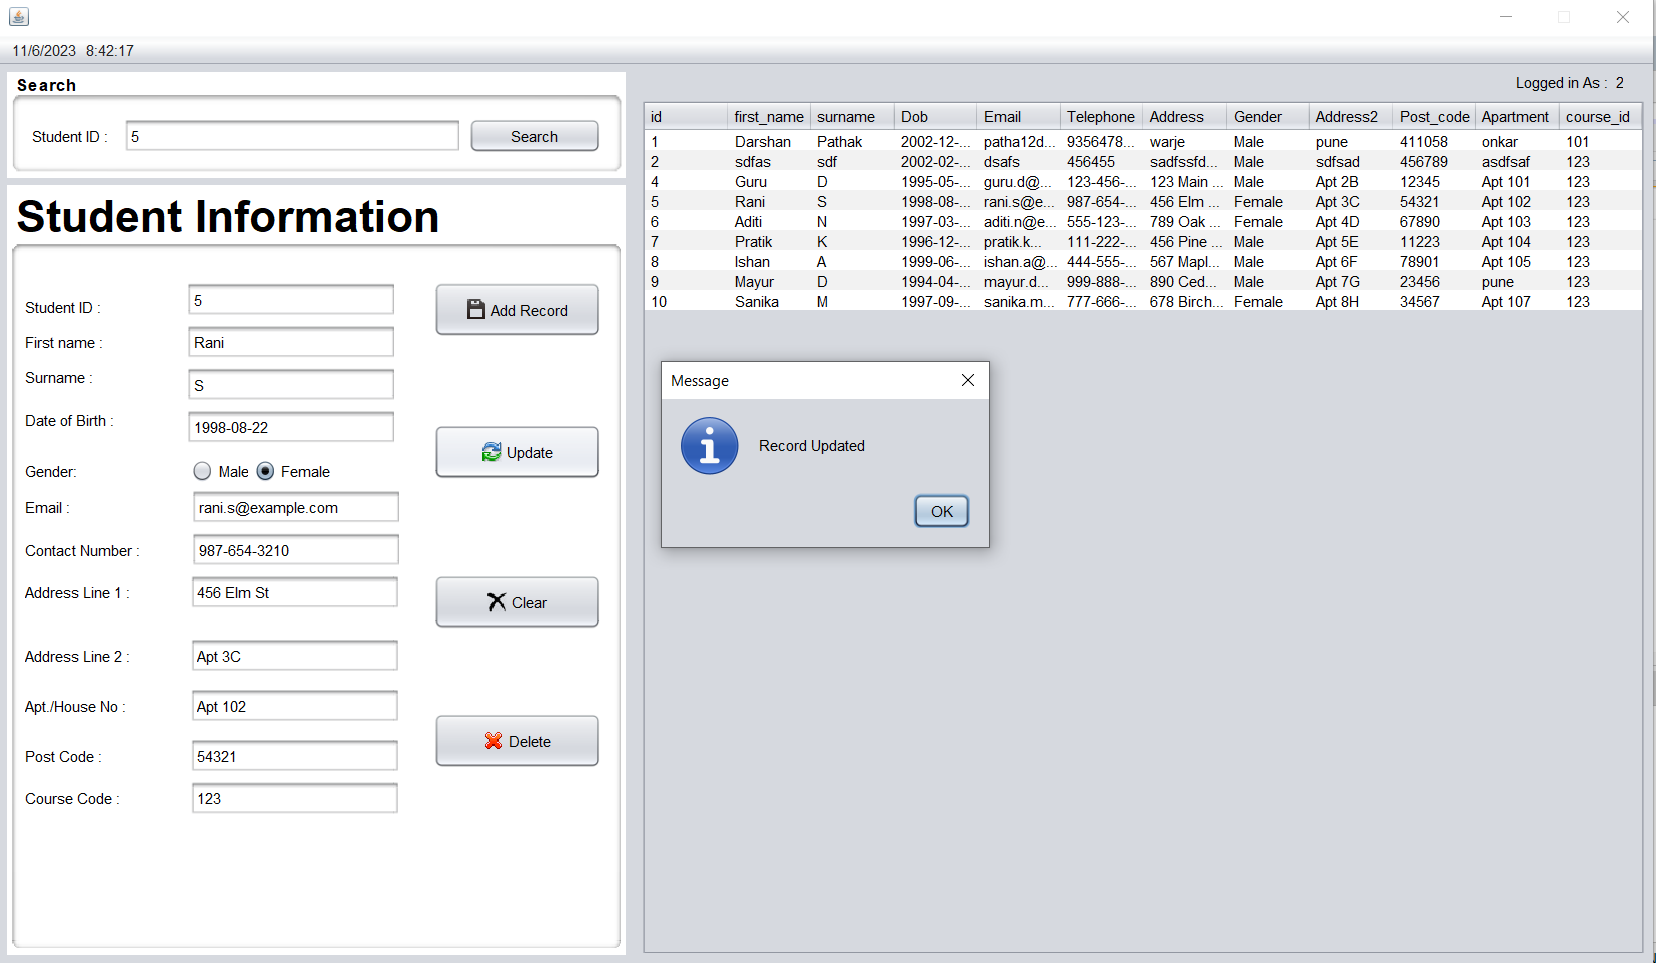 11/6/2023 8:42:17
Search
Student ID : 5 Search
Student Information
Student ID : 5
Add Record
First name : Rani
Surname : S
Date of Birth : 1998-08-22
Update
Gender: Male Female
Email : rani.s@example.com
Contact Number : 987-654-3210
Address Line 1 : 456 Elm St
Clear
Address Line 2 : Apt 3C
Apt./House No : Apt 102
Delete
Post Code : 54321
Course Code : 123
Logged in As : 2
id first_name surname Dob Email Telephone Address Gender Address2 Post_code Apartment course_id
1 Darshan Pathak 2002-12-... patha12d... 9356478... warje Male pune 411058 onkar 101
2 sdfas sdf 2002-02-... dsafs 456455 sadfssfd... Male sdfsad 456789 asdfsaf 123
4 Guru D 1995-05-... guru.d@... 123-456-... 123 Main ... Male Apt 2B 12345 Apt 101 123
5 Rani S 1998-08-... rani.s@e... 987-654-... 456 Elm ... Female Apt 3C 54321 Apt 102 123
6 Aditi N 1997-03-... aditi.n@e... 555-123-... 789 Oak ... Female Apt 4D 67890 Apt 103 123
7 Pratik K 1996-12-... pratik.k... 111-222-... 456 Pine ... Male Apt 5E 11223 Apt 104 123
8 Ishan A 1999-06-... ishan.a@... 444-555-... 567 Mapl... Male Apt 6F 78901 Apt 105 123
9 Mayur D 1994-04-... mayur.d... 999-888-... 890 Ced... Male Apt 7G 23456 pune 123
10 Sanika M 1997-09-... sanika.m... 777-666-... 678 Birch... Female Apt 8H 34567 Apt 107 123
Message
Record Updated
OK